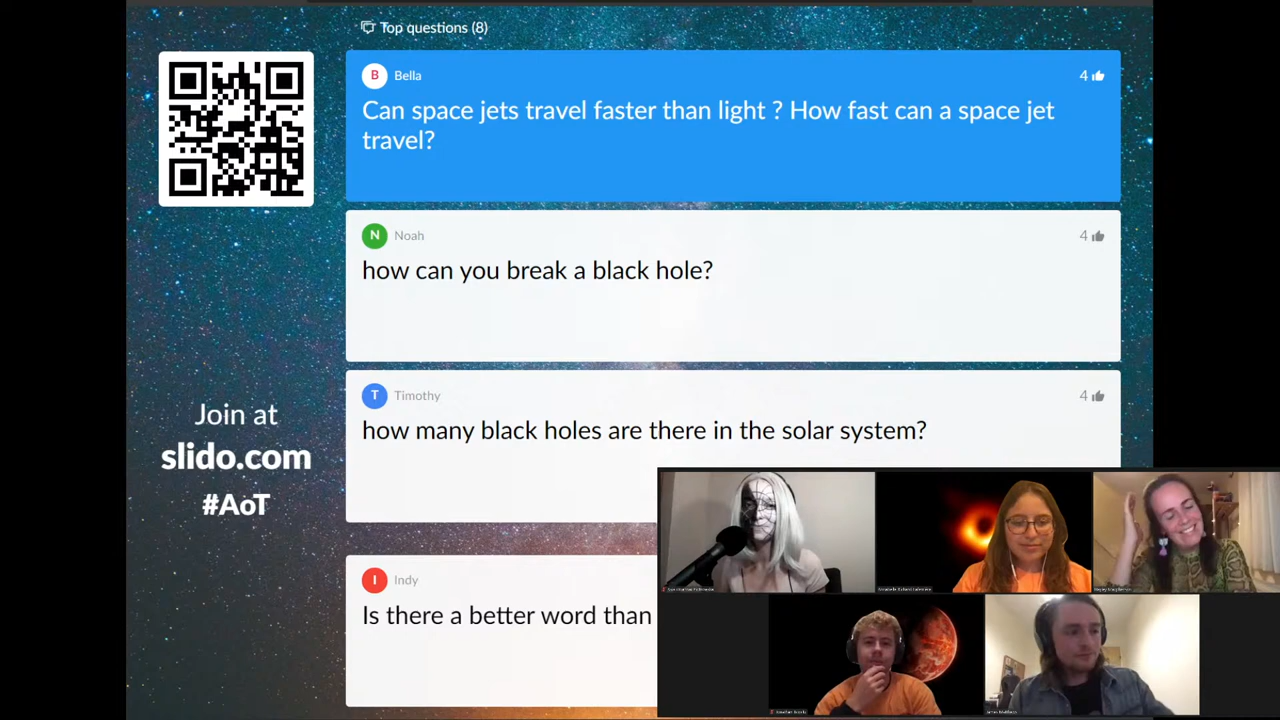 Top questions (8)
B Bella
4
Can space jets travel faster than light ? How fast can a space jet
travel?
N Noah
4
how can you break a black hole?
T Timothy
4
how many black holes are there in the solar system?
I Indy
Is there a better word than
Join at
slido.com
#AoT